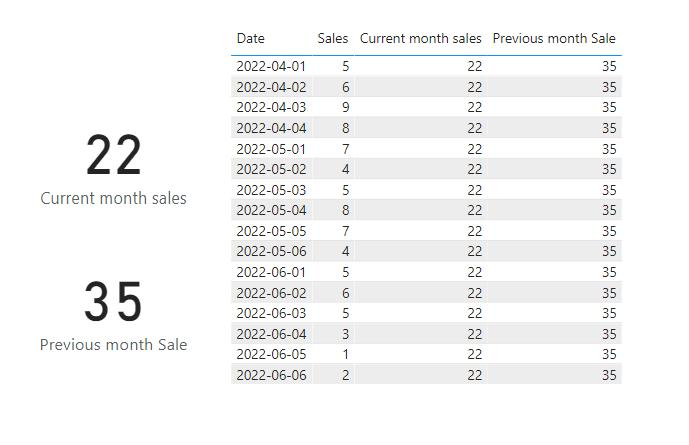 22
Current month sales
35
Previous month Sale
Date Sales Current month sales Previous month Sale
2022-04-01 5 22 35
2022-04-02 6 22 35
2022-04-03 9 22 35
2022-04-04 8 22 35
2022-05-01 7 22 35
2022-05-02 4 22 35
2022-05-03 5 22 35
2022-05-04 8 22 35
2022-05-05 7 22 35
2022-05-06 4 22 35
2022-06-01 5 22 35
2022-06-02 6 22 35
2022-06-03 5 22 35
2022-06-04 3 22 35
2022-06-05 1 22 35
2022-06-06 2 22 35